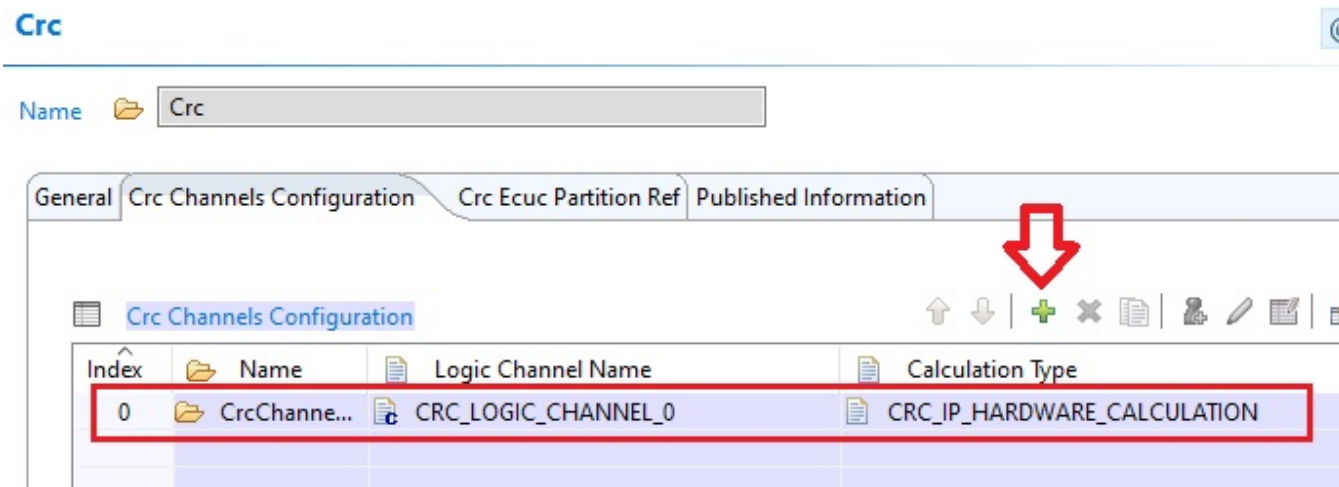 Crc
Name Crc
General Crc Channels Configuration Crc Ecuc Partition Ref Published Information
Crc Channels Configuration
Index Name Logic Channel Name Calculation Type
0 CrcChanne... CRC_LOGIC_CHANNEL_0 CRC_IP_HARDWARE_CALCULATION